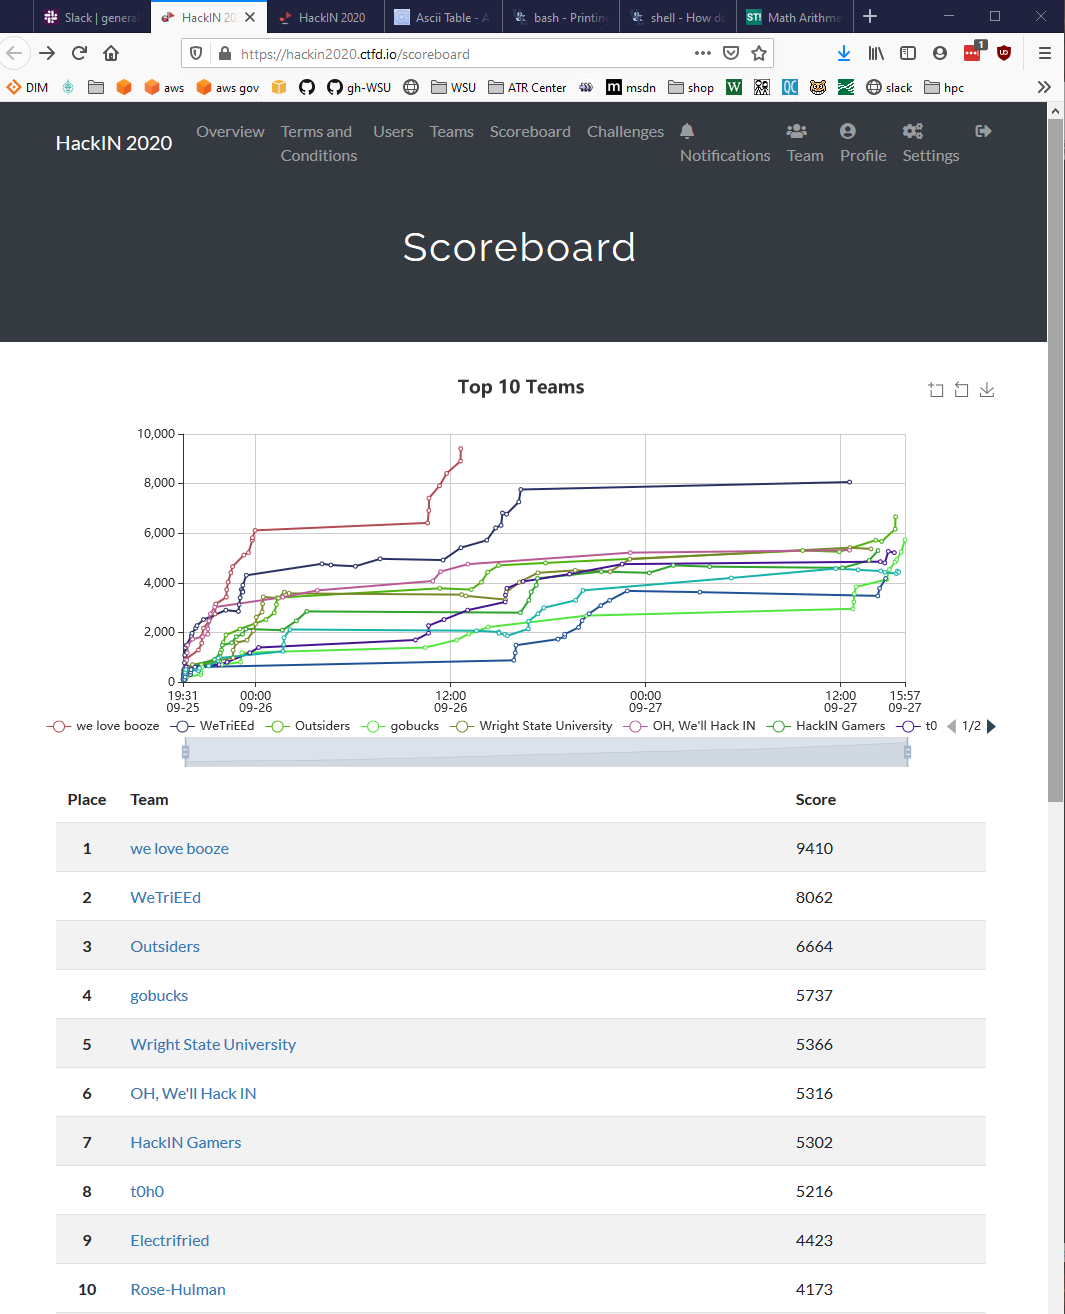 Slack | genera
HackIN 202
HackIN 2020
Ascii Table - A
bash - Printin
shell - How do
ST! Math Arithme
https://hackin2020.ctfd.io/scoreboard
1
DIM aws aws gov gh-WSU WSU ATR Center m msdn shop W QC slack hpc
HackIN 2020
Overview
Terms and Conditions
Users
Teams
Scoreboard
Challenges
Notifications
Team
Profile
Settings
Scoreboard
Top 10 Teams
10,000
8,000
6,000
4,000
2,000
0
19:31 09-25
00:00 09-26
12:00 09-26
00:00 09-27
12:00 09-27
15:57 09-27
we love booze WeTriEEd Outsiders gobucks Wright State University OH, We'll Hack IN HackIN Gamers t0 1/2
Place Team Score
1 we love booze 9410
2 WeTriEEd 8062
3 Outsiders 6664
4 gobucks 5737
5 Wright State University 5366
6 OH, We'll Hack IN 5316
7 HackIN Gamers 5302
8 t0h0 5216
9 Electrifried 4423
10 Rose-Hulman 4173